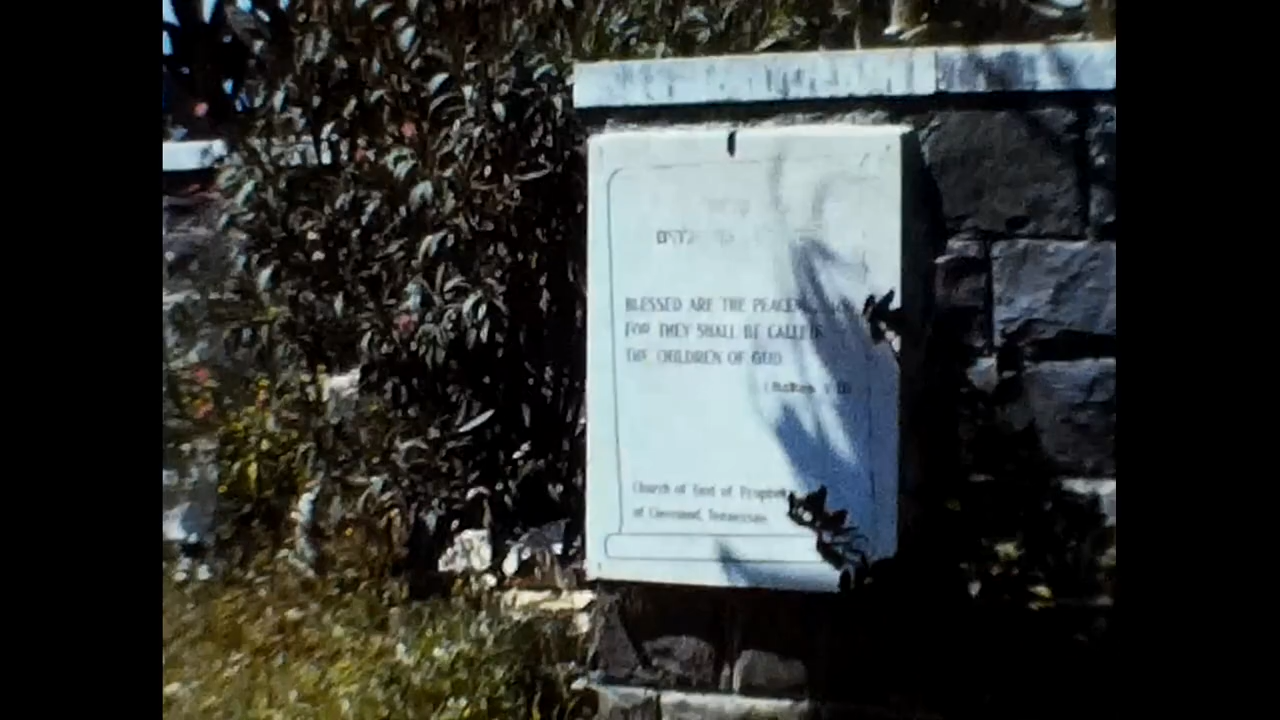 BLESSED ARE THE PEACEMAKERS
FOR THEY SHALL BE CALLED
THE CHILDREN OF GOD
Church of God of Prophecy
of Cleveland, Tennessee